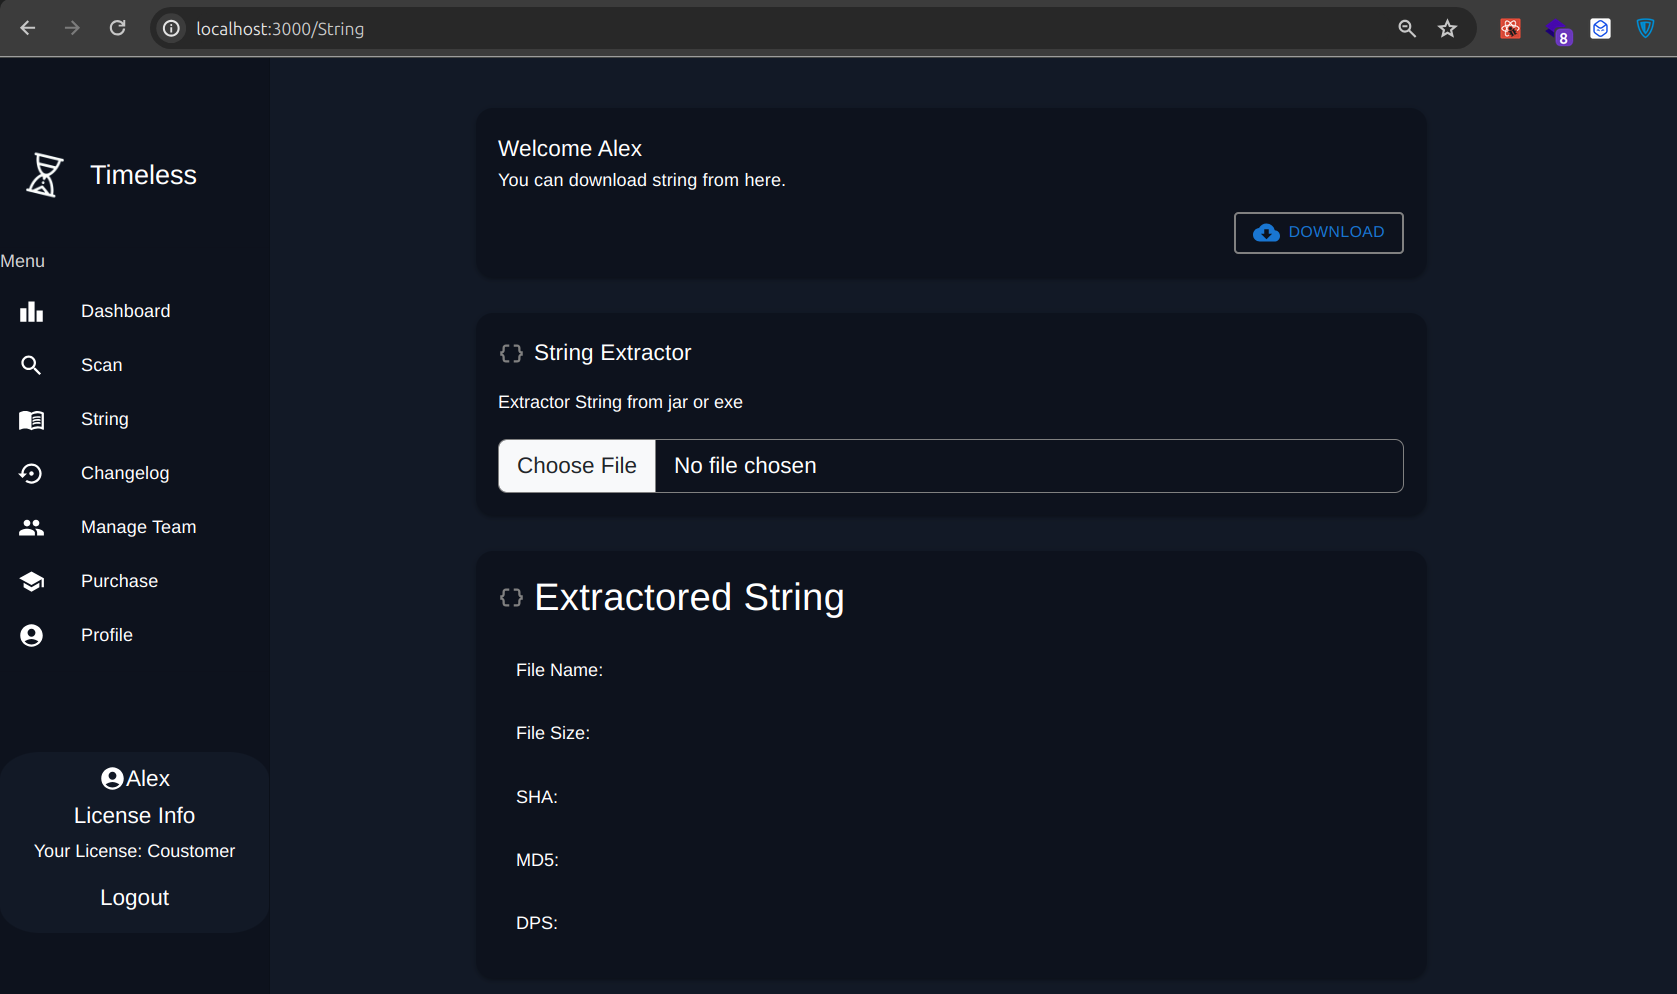 localhost:3000/String
8
Timeless
Menu
Dashboard
Scan
String
Changelog
Manage Team
Purchase
Profile
Alex
License Info
Your License: Coustomer
Logout
Welcome Alex
You can download string from here.
DOWNLOAD
{} String Extractor
Extractor String from jar or exe
Choose File No file chosen
{} Extractored String
File Name:
File Size:
SHA:
MD5:
DPS: